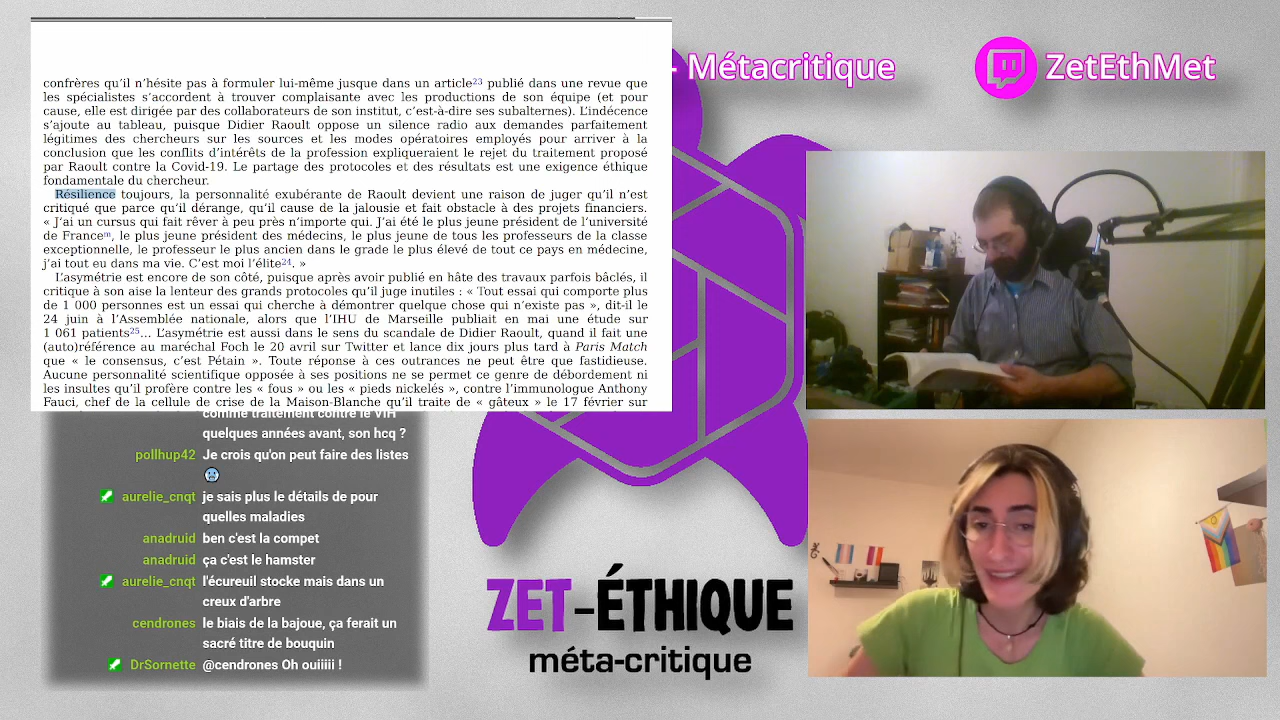 confrères qu’il n’hésite pas à formuler lui-même jusque dans un article23 publié dans une revue que
les spécialistes s’accordent à trouver complaisante avec les productions de son équipe (et pour
cause, elle est dirigée par des collaborateurs de son institut, c’est-à-dire ses subalternes). L’indécence
s’ajoute au tableau, puisque Didier Raoult oppose un silence radio aux demandes parfaitement
légitimes des chercheurs sur les sources et les modes opératoires employés pour arriver à la
conclusion que les conflits d’intérêts de la profession expliqueraient le rejet du traitement proposé
par Raoult contre la Covid-19. Le partage des protocoles et des résultats est une exigence éthique
fondamentale du chercheur.
Résilience toujours, la personnalité exubérante de Raoult devient une raison de juger qu’il n’est
critiqué que parce qu’il dérange, qu’il cause de la jalousie et fait obstacle à des projets financiers.
« J’ai un cursus qui fait rêver à peu près n’importe qui. J’ai été le plus jeune président de l’université
de Francem, le plus jeune président des médecins, le plus jeune de tous les professeurs de la classe
exceptionnelle, le professeur le plus ancien dans le grade le plus élevé de tout ce pays en médecine,
j’ai tout eu dans ma vie. C’est moi l’élite24. »
L’asymétrie est encore de son côté, puisque après avoir publié en hâte des travaux parfois bâclés, il
critique à son aise la lenteur des grands protocoles qu’il juge inutiles : « Tout essai qui comporte plus
de 1 000 personnes est un essai qui cherche à démontrer quelque chose qui n’existe pas », dit-il le
24 juin à l’Assemblée nationale, alors que l’IHU de Marseille publiait en mai une étude sur
1 061 patients25… L’asymétrie est aussi dans le sens du scandale de Didier Raoult, quand il fait une
(auto)référence au maréchal Foch le 20 avril sur Twitter et lance dix jours plus tard à Paris Match
que « le consensus, c’est Pétain ». Toute réponse à ces outrances ne peut être que fastidieuse.
Aucune personnalité scientifique opposée à ses positions ne se permet ce genre de débordement ni
les insultes qu’il profère contre les « fous » ou les « pieds nickelés », contre l’immunologue Anthony
Fauci, chef de la cellule de crise de la Maison-Blanche qu’il traite de « gâteux » le 17 février sur
- Métacritique
ZetEthMet
comme traitement contre le VIH
quelques années avant, son hcq ?
pollhup42 Je crois qu'on peut faire des listes
aurelie_cnqt je sais plus le détails de pour
quelles maladies
anadruid ben c'est la compet
anadruid ça c'est le hamster
aurelie_cnqt l'écureuil stocke mais dans un
creux d'arbre
cendrones le biais de la bajoue, ça ferait un
sacré titre de bouquin
DrSornette @cendrones Oh ouiiiii !
ZET-ÉTHIQUE
méta-critique